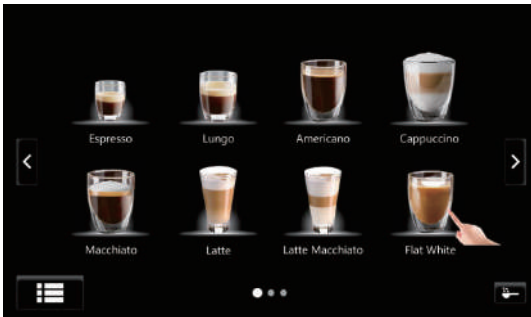 Espresso
Lungo
Americano
Cappuccino
Macchiato
Latte
Latte Macchiato
Flat White